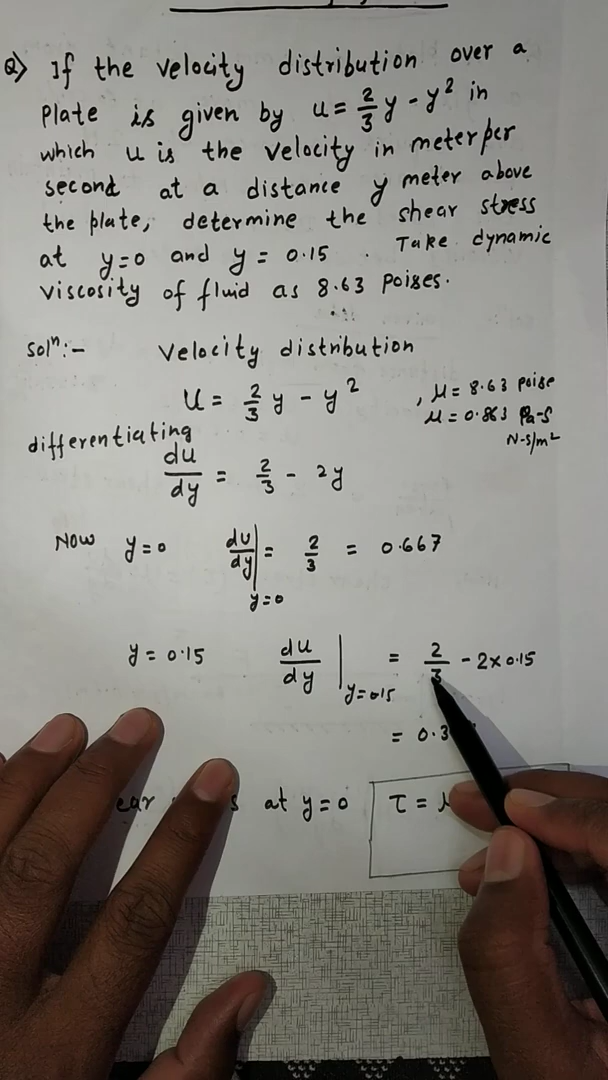 Q) If the velocity distribution over a
Plate is given by u = 2/3 y - y² in
which u is the velocity in meter per
second at a distance y meter above
the plate, determine the shear stress
at y=0 and y = 0.15 . Take dynamic
viscosity of fluid as 8.63 poises.
Solⁿ:- Velocity distribution
U = 2/3 y - y² , μ = 8.63 poise
μ = 0.863 Pa-S
N-S/m²
differentiating
du/dy = 2/3 - 2y
Now y=0 du/dy|y=0 = 2/3 = 0.667
y = 0.15 du/dy|y=0.15 = 2/3 - 2×0.15
= 0.3
at y=0 τ =